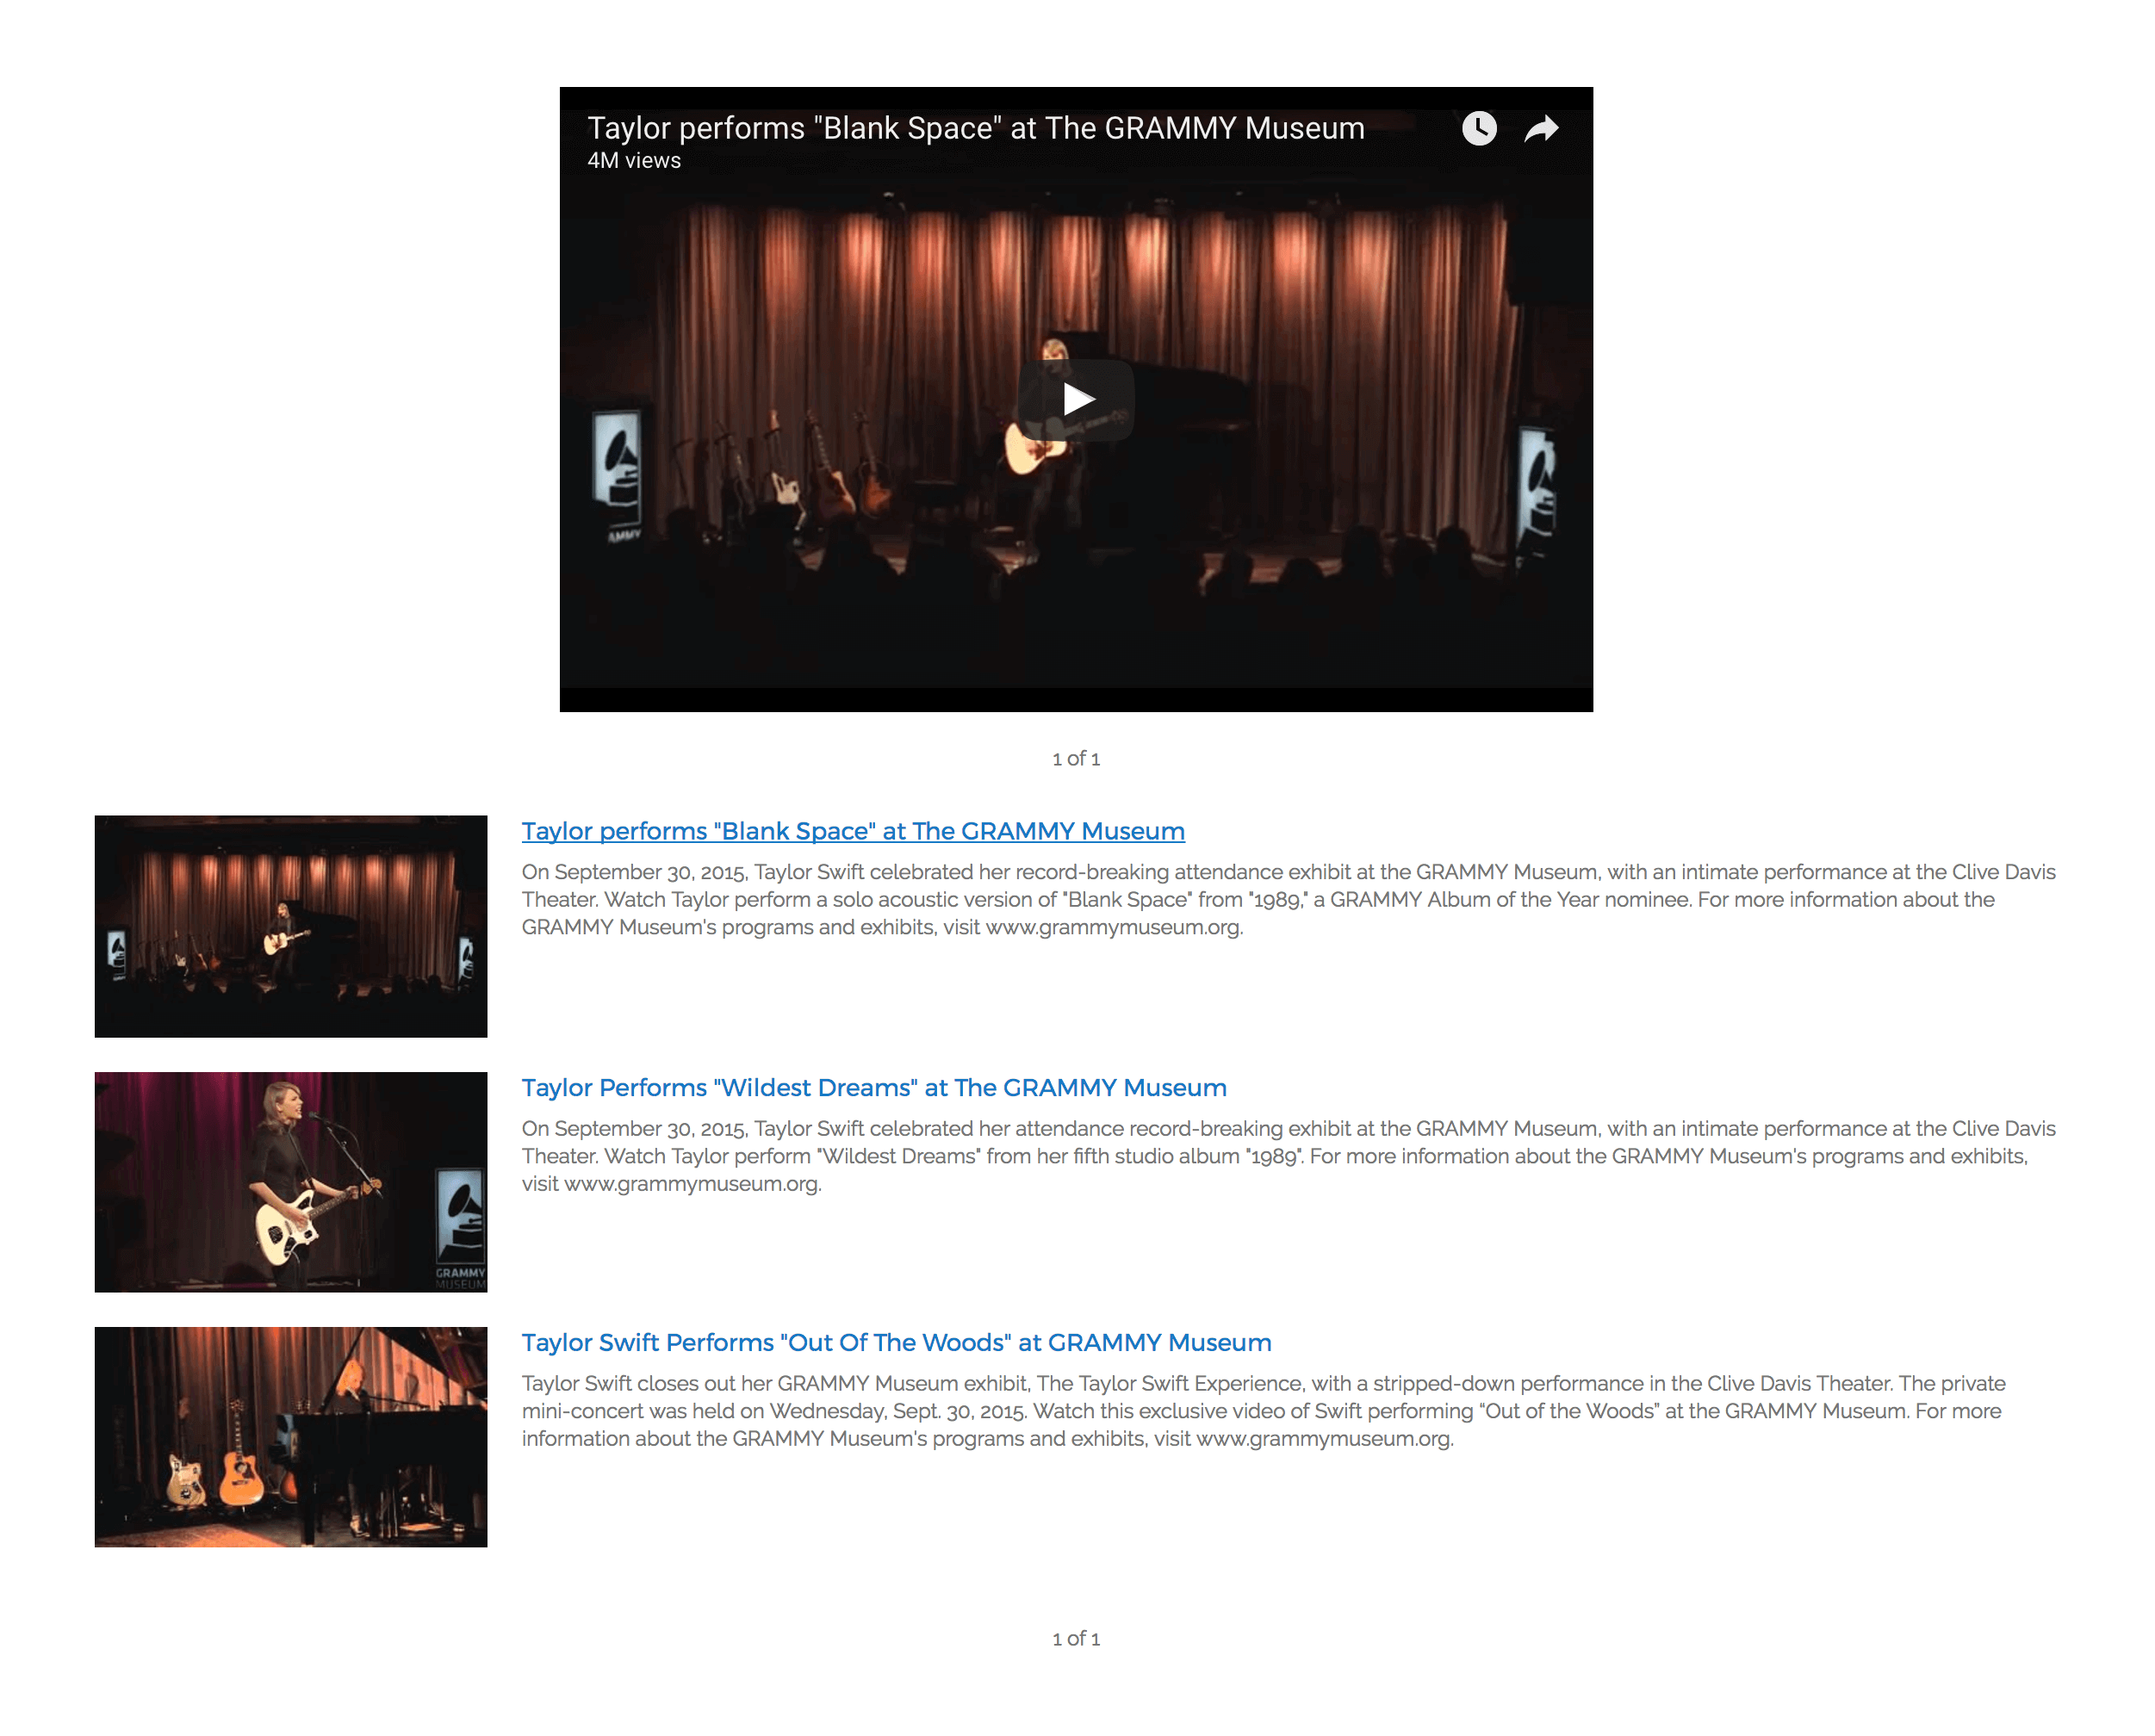 Taylor performs "Blank Space" at The GRAMMY Museum
4M views
AMMY
1 of 1
Taylor performs "Blank Space" at The GRAMMY Museum
On September 30, 2015, Taylor Swift celebrated her record-breaking attendance exhibit at the GRAMMY Museum, with an intimate performance at the Clive Davis
Theater. Watch Taylor perform a solo acoustic version of "Blank Space" from "1989," a GRAMMY Album of the Year nominee. For more information about the
GRAMMY Museum's programs and exhibits, visit www.grammymuseum.org.
Taylor Performs "Wildest Dreams" at The GRAMMY Museum
On September 30, 2015, Taylor Swift celebrated her attendance record-breaking exhibit at the GRAMMY Museum, with an intimate performance at the Clive Davis
Theater. Watch Taylor perform "Wildest Dreams" from her fifth studio album "1989". For more information about the GRAMMY Museum's programs and exhibits,
visit www.grammymuseum.org.
GRAMMY
MUSEUM
Taylor Swift Performs "Out Of The Woods" at GRAMMY Museum
Taylor Swift closes out her GRAMMY Museum exhibit, The Taylor Swift Experience, with a stripped-down performance in the Clive Davis Theater. The private
mini-concert was held on Wednesday, Sept. 30, 2015. Watch this exclusive video of Swift performing “Out of the Woods” at the GRAMMY Museum. For more
information about the GRAMMY Museum's programs and exhibits, visit www.grammymuseum.org.
1 of 1